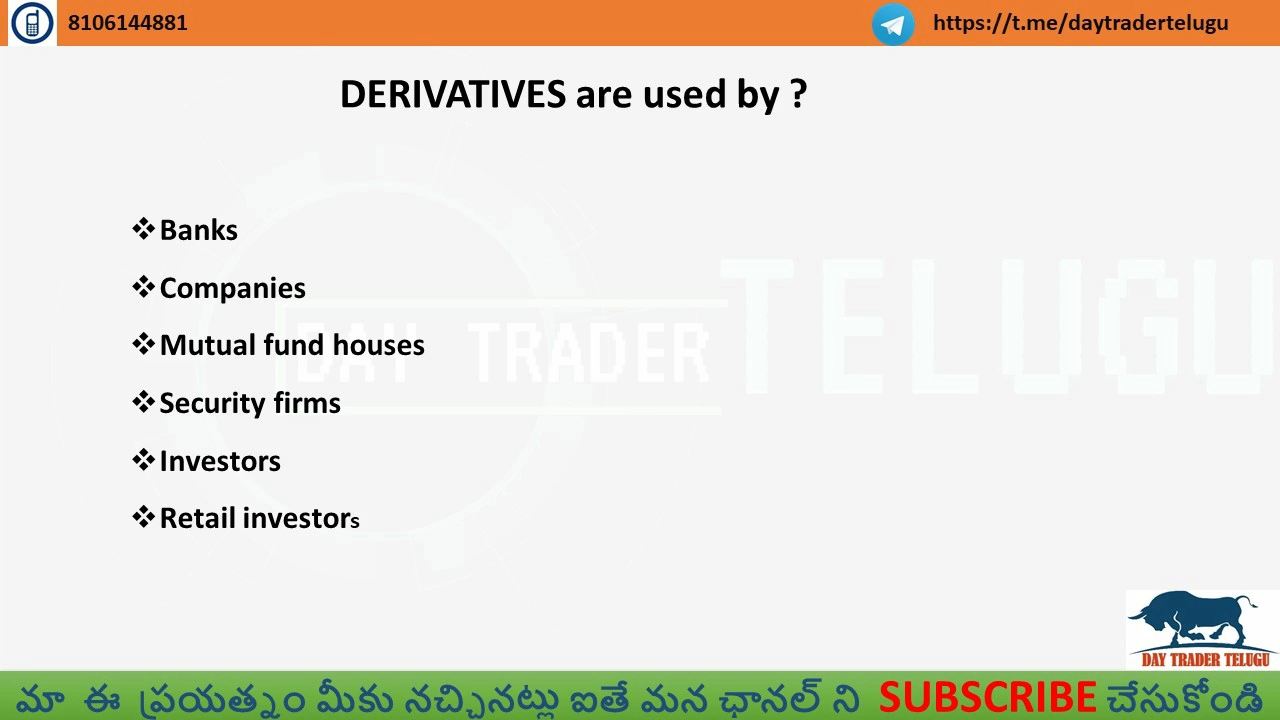 8106144881
https://t.me/daytradertelugu
DERIVATIVES are used by ?
❖Banks
❖Companies
❖Mutual fund houses
❖Security firms
❖Investors
❖Retail investors
DAY TRADER TELUGU
DAY TRADER TELUGU
మా ఈ ప్రయత్నం మీకు నచ్చినట్లు ఐతే మన ఛానల్ ని SUBSCRIBE చేసుకోండి